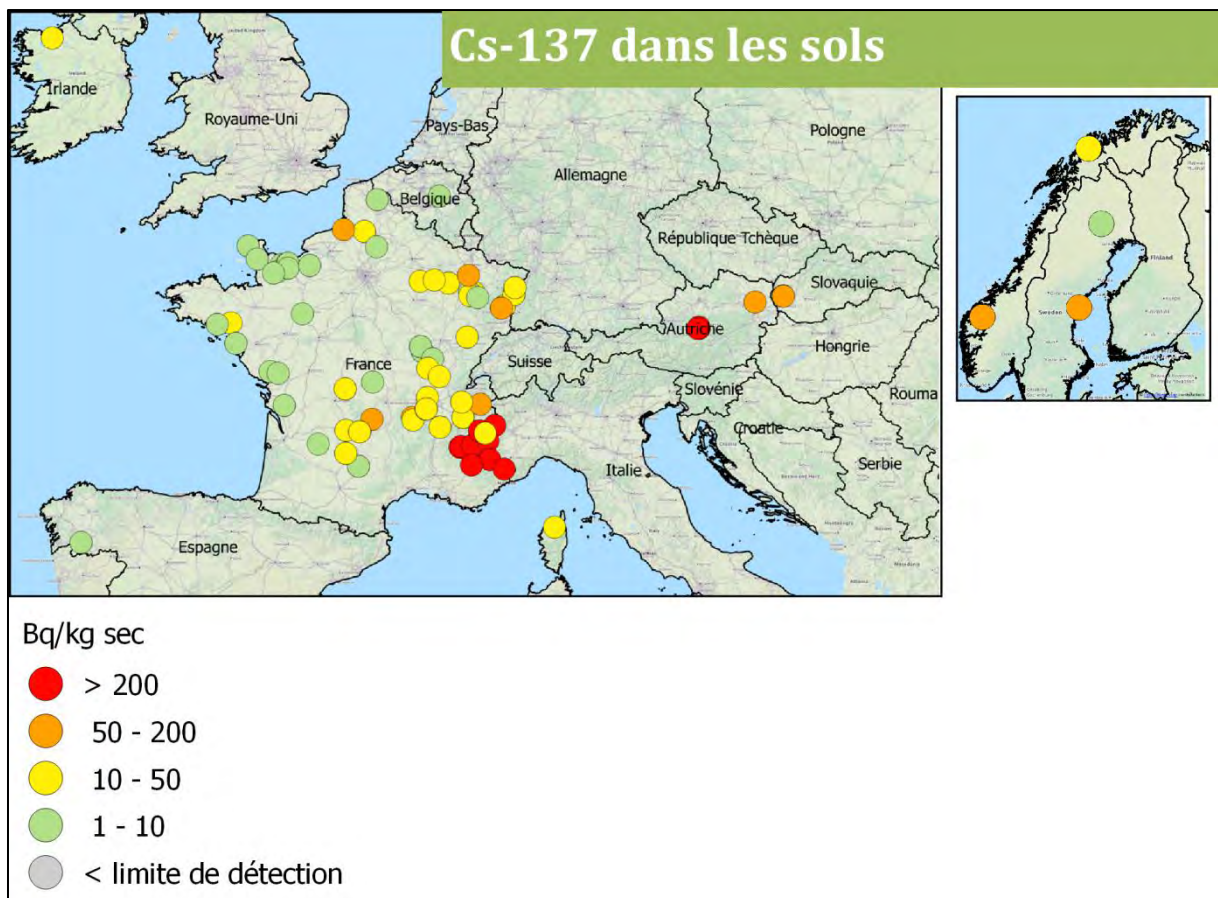 Cs-137 dans les sols
Irlande
Royaume-Uni
Pays-Bas
Pologne
Allemagne
Belgique
République Tchèque
Slovaquie
Autriche
Hongrie
Suisse
France
Slovénie
Rouma
Croatie
Serbie
Italie
Espagne
Finland
Sweden
Bq/kg sec
> 200
50 - 200
10 - 50
1 - 10
< limite de détection